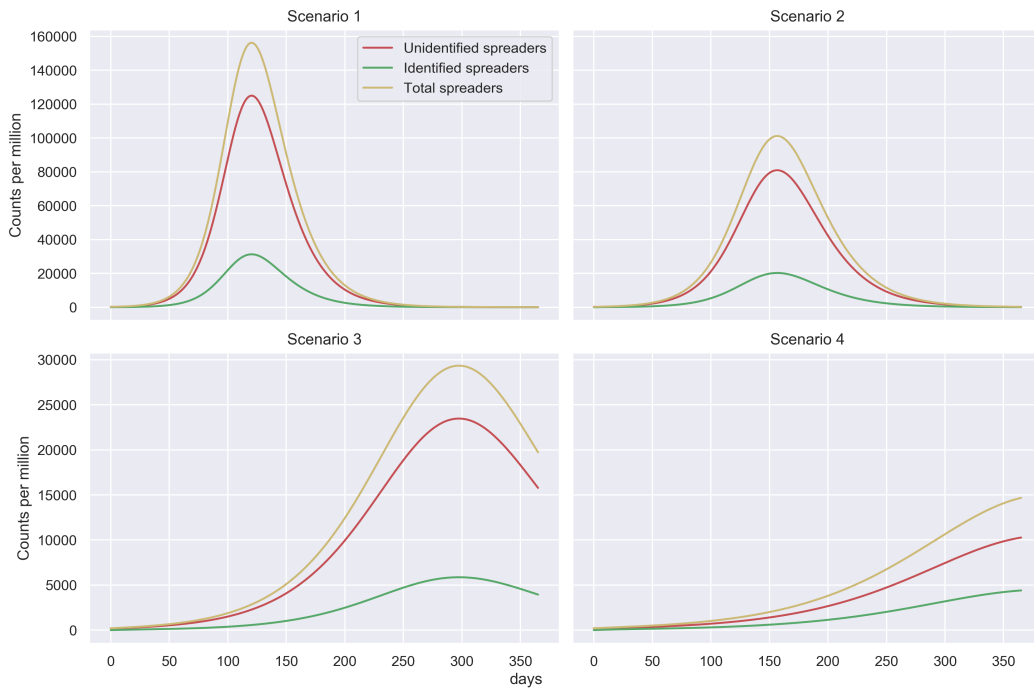 Scenario 1
Scenario 2
160000
140000
120000
100000
80000
60000
40000
20000
0
Counts per million
Unidentified spreaders
Identified spreaders
Total spreaders
Scenario 3
Scenario 4
30000
25000
20000
15000
10000
5000
0
Counts per million
0 50 100 150 200 250 300 350
0 50 100 150 200 250 300 350
days